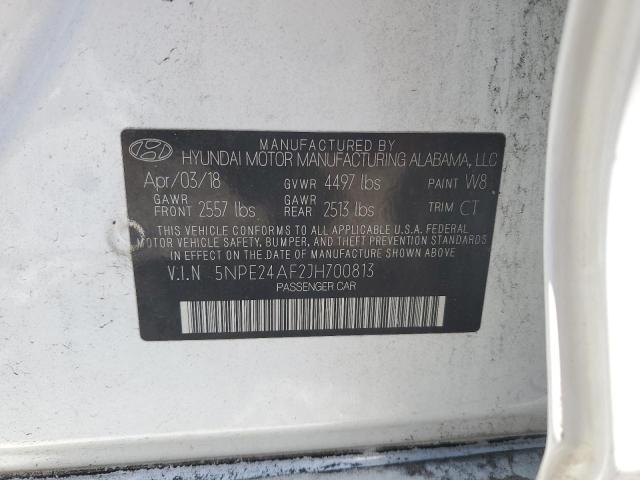 MANUFACTURED BY
HYUNDAI MOTOR MANUFACTURING ALABAMA, LLC
Apr/03/18 GVWR 4497 lbs PAINT W8
GAWR FRONT 2557 lbs GAWR REAR 2513 lbs TRIM CT
THIS VEHICLE CONFORMS TO ALL APPLICABLE U.S.A. FEDERAL
MOTOR VEHICLE SAFETY, BUMPER, AND THEFT PREVENTION STANDARDS
IN EFFECT ON THE DATE OF MANUFACTURE SHOWN ABOVE.
V.I.N 5NPE24AF2JH700813
PASSENGER CAR